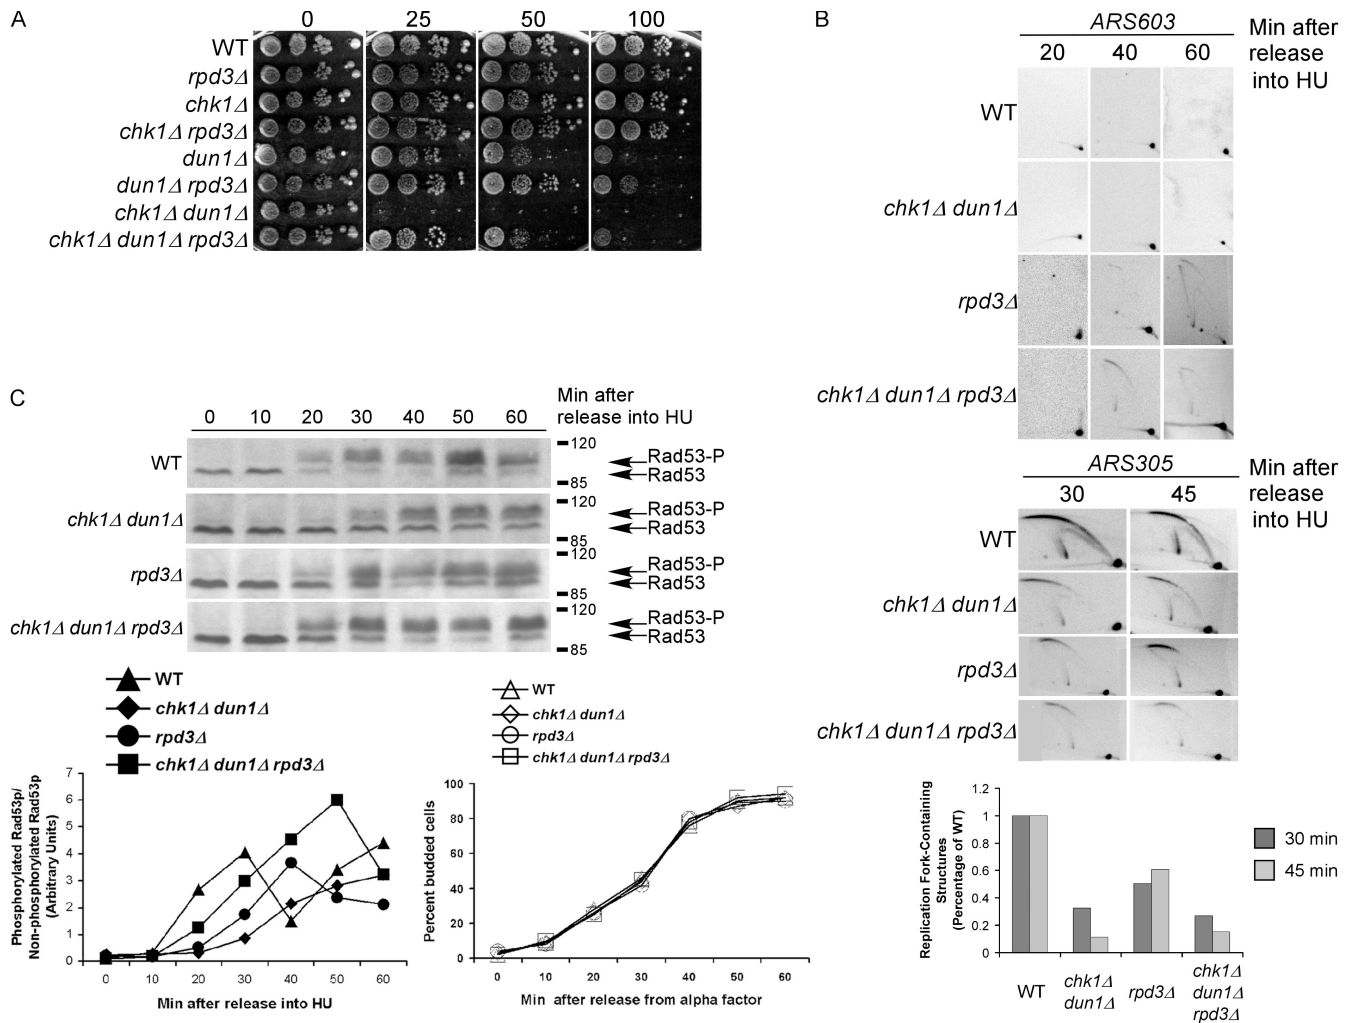 A
0 25 50 100
WT
rpd3Δ
chk1Δ
chk1Δ rpd3Δ
dun1Δ
dun1Δ rpd3Δ
chk1Δ dun1Δ
chk1Δ dun1Δ rpd3Δ
B
ARS603
20 40 60
Min after
release
into HU
WT
chk1Δ dun1Δ
rpd3Δ
chk1Δ dun1Δ rpd3Δ
ARS305
30 45
Min after
release
into HU
WT
chk1Δ dun1Δ
rpd3Δ
chk1Δ dun1Δ rpd3Δ
1.2
1
0.8
0.6
0.4
0.2
0
Replication Fork-Containing
Structures
(Percentage of WT)
WT
chk1Δ
dun1Δ
rpd3Δ
chk1Δ
dun1Δ
rpd3Δ
30 min
45 min
C
0 10 20 30 40 50 60
Min after
release into HU
WT
120
Rad53-P
Rad53
85
chk1Δ dun1Δ
120
Rad53-P
Rad53
85
rpd3Δ
120
Rad53-P
Rad53
85
chk1Δ dun1Δ rpd3Δ
120
Rad53-P
Rad53
85
WT
chk1Δ dun1Δ
rpd3Δ
chk1Δ dun1Δ rpd3Δ
7
6
5
4
3
2
1
0
Phosphorylated Rad53p/
Non-phosphorylated Rad53p
(Arbitrary Units)
0 10 20 30 40 50 60
Min after release into HU
WT
chk1Δ dun1Δ
rpd3Δ
chk1Δ dun1Δ rpd3Δ
100
80
60
40
20
0
Percent budded cells
0 10 20 30 40 50 60
Min after release from alpha factor